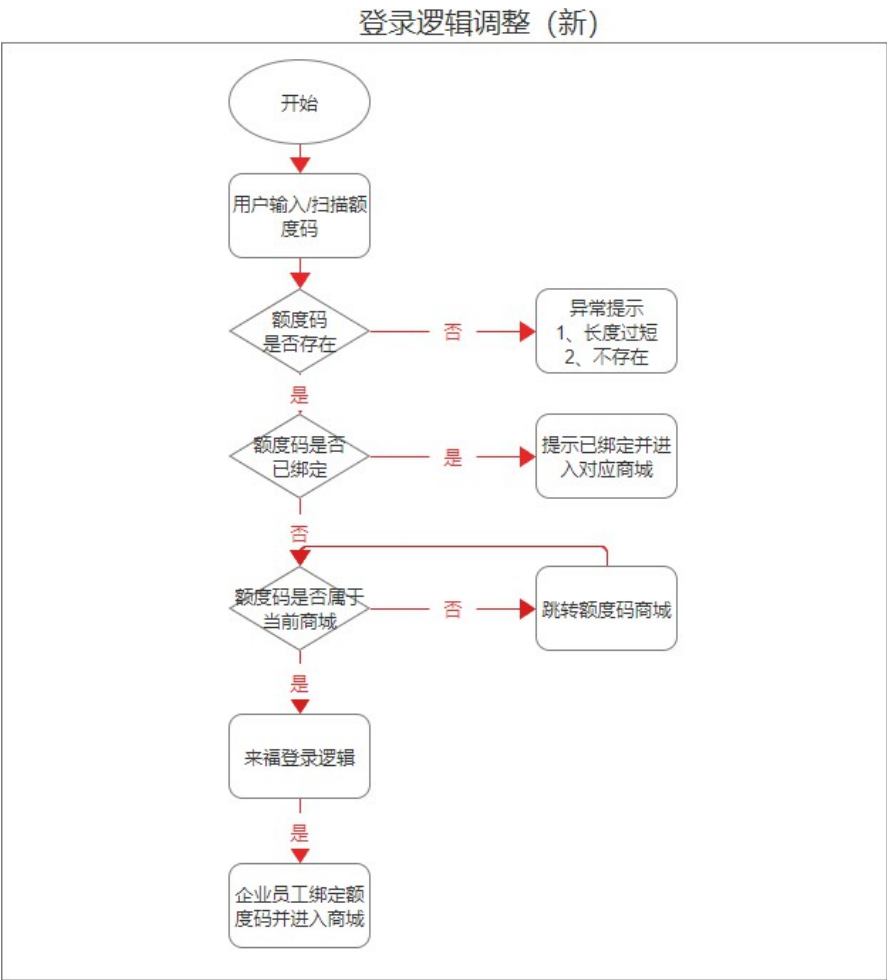 登录逻辑调整（新）
开始
用户输入/扫描额
度码
额度码
是否存在
否
异常提示
1、长度过短
2、不存在
是
额度码是否
已绑定
是
提示已绑定并进
入对应商城
否
额度码是否属于
当前商城
否
跳转额度码商城
是
来福登录逻辑
是
企业员工绑定额
度码并进入商城